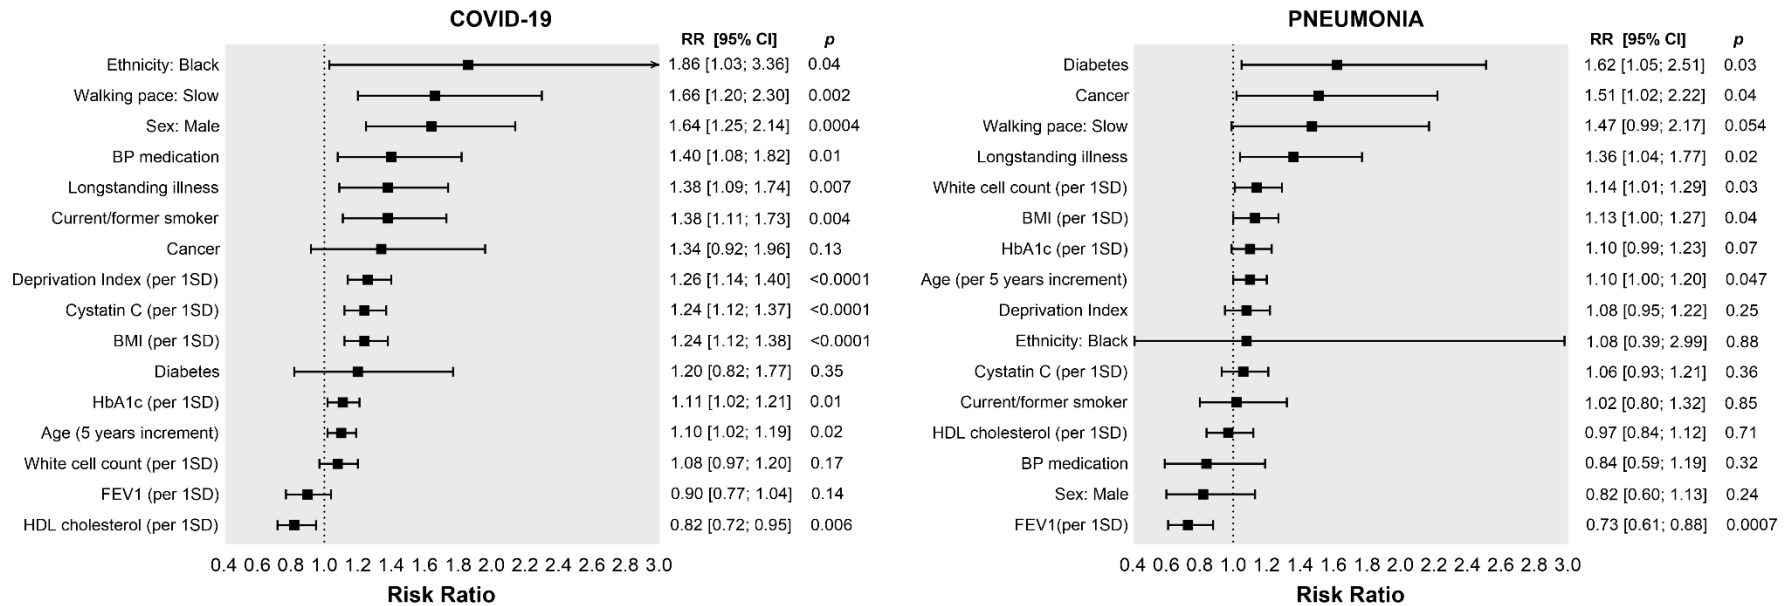 COVID-19
RR [95% CI] p
Ethnicity: Black 1.86 [1.03; 3.36] 0.04
Walking pace: Slow 1.66 [1.20; 2.30] 0.002
Sex: Male 1.64 [1.25; 2.14] 0.0004
BP medication 1.40 [1.08; 1.82] 0.01
Longstanding illness 1.38 [1.09; 1.74] 0.007
Current/former smoker 1.38 [1.11; 1.73] 0.004
Cancer 1.34 [0.92; 1.96] 0.13
Deprivation Index (per 1SD) 1.26 [1.14; 1.40] <0.0001
Cystatin C (per 1SD) 1.24 [1.12; 1.37] <0.0001
BMI (per 1SD) 1.24 [1.12; 1.38] <0.0001
Diabetes 1.20 [0.82; 1.77] 0.35
HbA1c (per 1SD) 1.11 [1.02; 1.21] 0.01
Age (5 years increment) 1.10 [1.02; 1.19] 0.02
White cell count (per 1SD) 1.08 [0.97; 1.20] 0.17
FEV1 (per 1SD) 0.90 [0.77; 1.04] 0.14
HDL cholesterol (per 1SD) 0.82 [0.72; 0.95] 0.006
0.4 0.6 0.8 1.0 1.2 1.4 1.6 1.8 2.0 2.2 2.4 2.6 2.8 3.0
Risk Ratio
PNEUMONIA
RR [95% CI] p
Diabetes 1.62 [1.05; 2.51] 0.03
Cancer 1.51 [1.02; 2.22] 0.04
Walking pace: Slow 1.47 [0.99; 2.17] 0.054
Longstanding illness 1.36 [1.04; 1.77] 0.02
White cell count (per 1SD) 1.14 [1.01; 1.29] 0.03
BMI (per 1SD) 1.13 [1.00; 1.27] 0.04
HbA1c (per 1SD) 1.10 [0.99; 1.23] 0.07
Age (per 5 years increment) 1.10 [1.00; 1.20] 0.047
Deprivation Index 1.08 [0.95; 1.22] 0.25
Ethnicity: Black 1.08 [0.39; 2.99] 0.88
Cystatin C (per 1SD) 1.06 [0.93; 1.21] 0.36
Current/former smoker 1.02 [0.80; 1.32] 0.85
HDL cholesterol (per 1SD) 0.97 [0.84; 1.12] 0.71
BP medication 0.84 [0.59; 1.19] 0.32
Sex: Male 0.82 [0.60; 1.13] 0.24
FEV1(per 1SD) 0.73 [0.61; 0.88] 0.0007
0.4 0.6 0.8 1.0 1.2 1.4 1.6 1.8 2.0 2.2 2.4 2.6 2.8 3.0
Risk Ratio